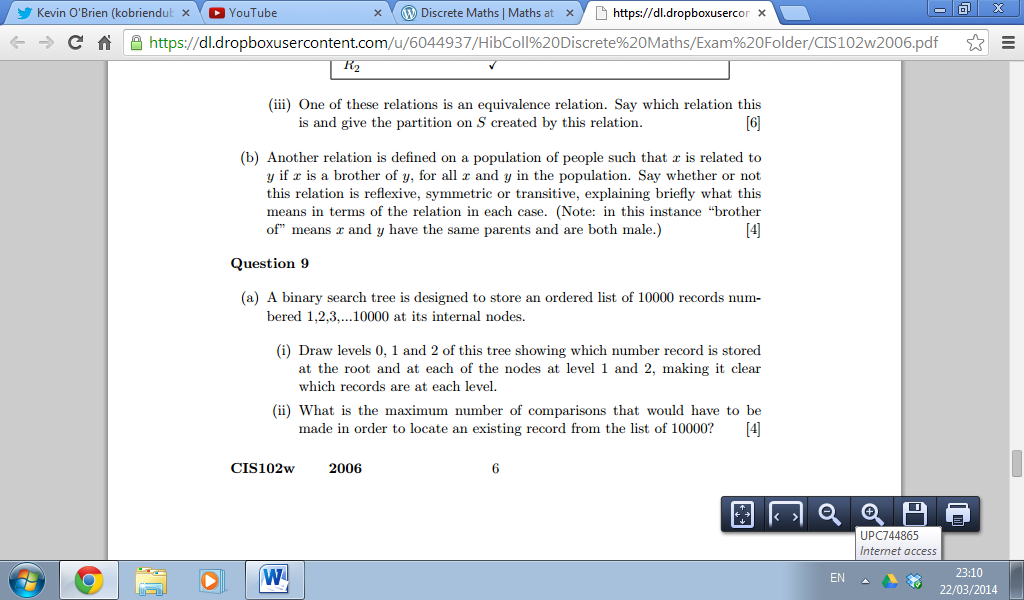 Kevin O'Brien (kobriendub
YouTube
Discrete Maths | Maths at
https://dl.dropboxusercor
https://dl.dropboxusercontent.com/u/6044937/HibColl%20Discrete%20Maths/Exam%20Folder/CIS102w2006.pdf
R2 ✓
(iii) One of these relations is an equivalence relation. Say which relation this
is and give the partition on S created by this relation. [6]
(b) Another relation is defined on a population of people such that x is related to
y if x is a brother of y, for all x and y in the population. Say whether or not
this relation is reflexive, symmetric or transitive, explaining briefly what this
means in terms of the relation in each case. (Note: in this instance “brother
of” means x and y have the same parents and are both male.) [4]
Question 9
(a) A binary search tree is designed to store an ordered list of 10000 records num-
bered 1,2,3,...10000 at its internal nodes.
(i) Draw levels 0, 1 and 2 of this tree showing which number record is stored
at the root and at each of the nodes at level 1 and 2, making it clear
which records are at each level.
(ii) What is the maximum number of comparisons that would have to be
made in order to locate an existing record from the list of 10000? [4]
CIS102w 2006 6
UPC744865
Internet access
EN
23:10
22/03/2014